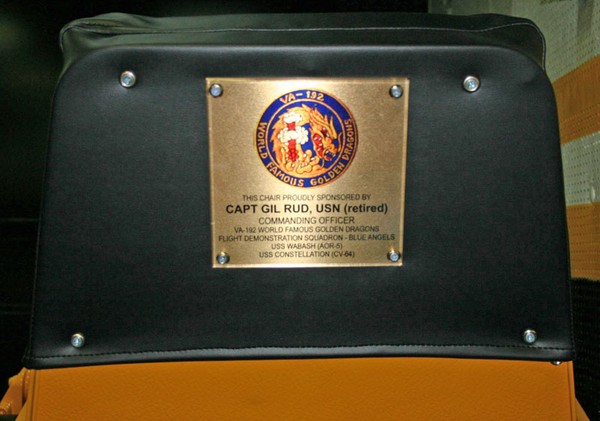 VA-192
WORLD FAMOUS GOLDEN DRAGONS
THIS CHAIR PROUDLY SPONSORED BY
CAPT GIL RUD, USN (retired)
COMMANDING OFFICER
VA-192 WORLD FAMOUS GOLDEN DRAGONS
FLIGHT DEMONSTRATION SQUADRON - BLUE ANGELS
USS WABASH (AOR-5)
USS CONSTELLATION (CV-64)